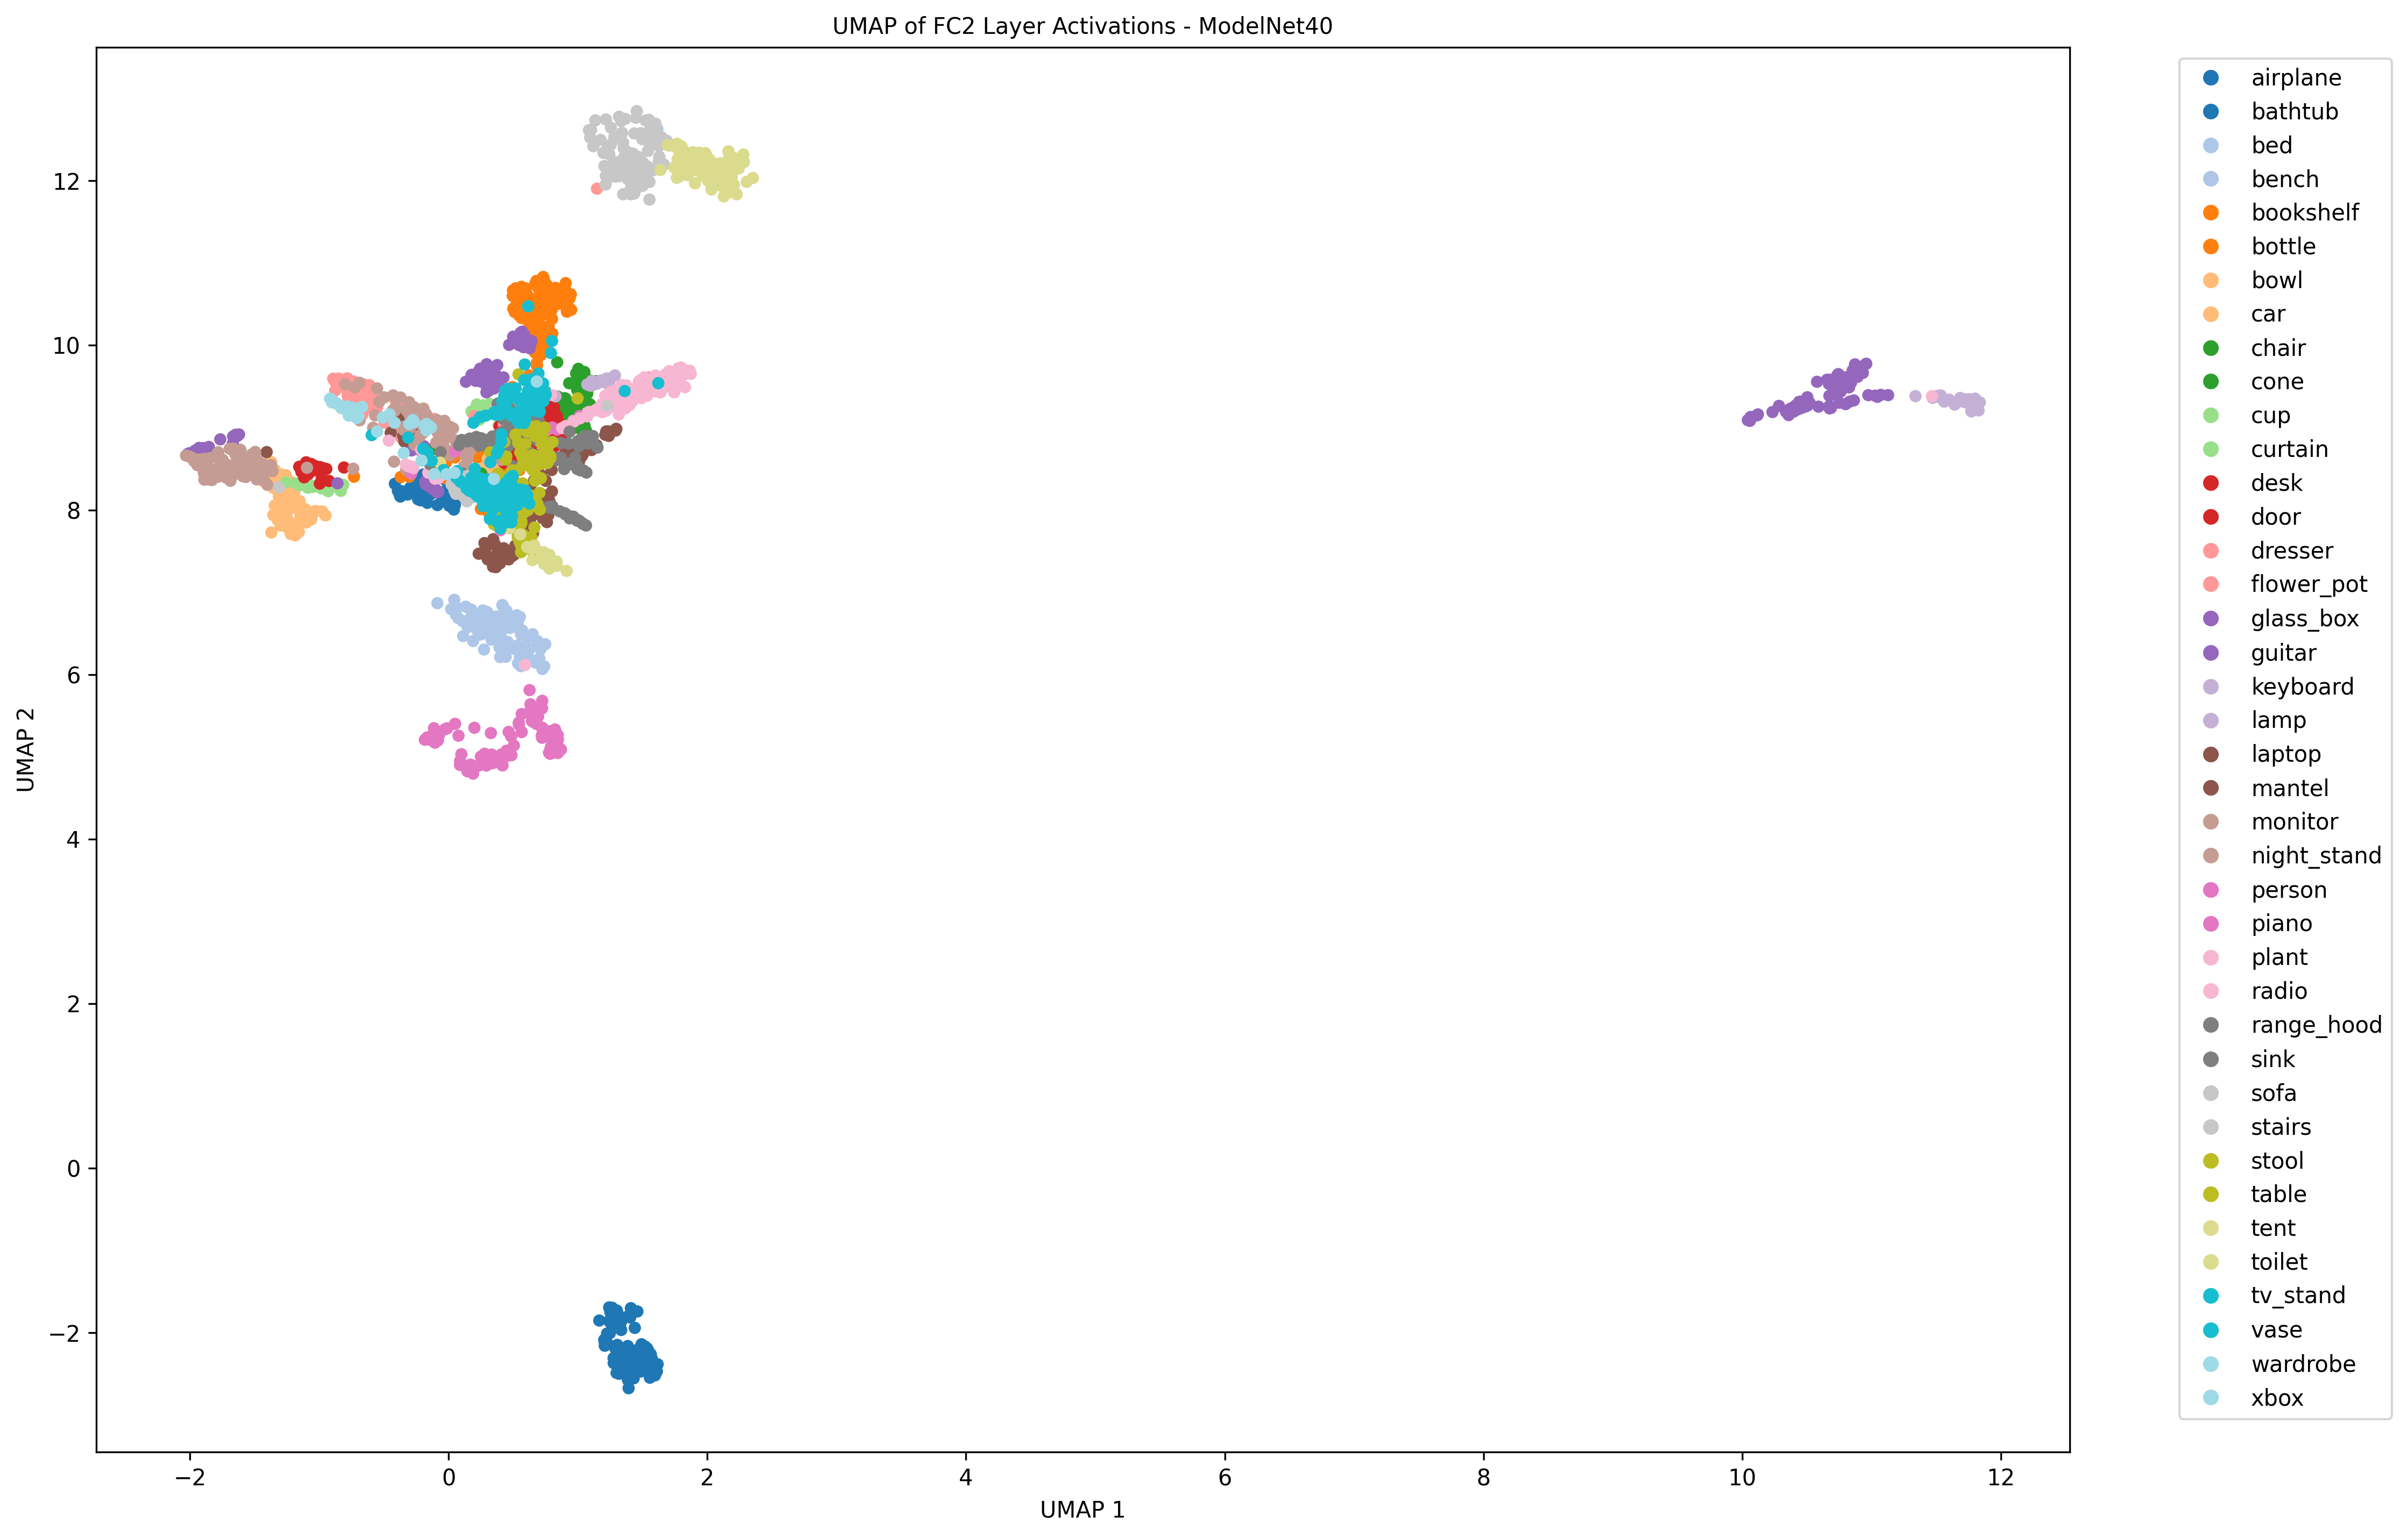 UMAP of FC2 Layer Activations - ModelNet40
12
10
8
6
4
2
0
−2
UMAP 2
−2
0
2
4
6
8
10
12
UMAP 1
airplane
bathtub
bed
bench
bookshelf
bottle
bowl
car
chair
cone
cup
curtain
desk
door
dresser
flower_pot
glass_box
guitar
keyboard
lamp
laptop
mantel
monitor
night_stand
person
piano
plant
radio
range_hood
sink
sofa
stairs
stool
table
tent
toilet
tv_stand
vase
wardrobe
xbox